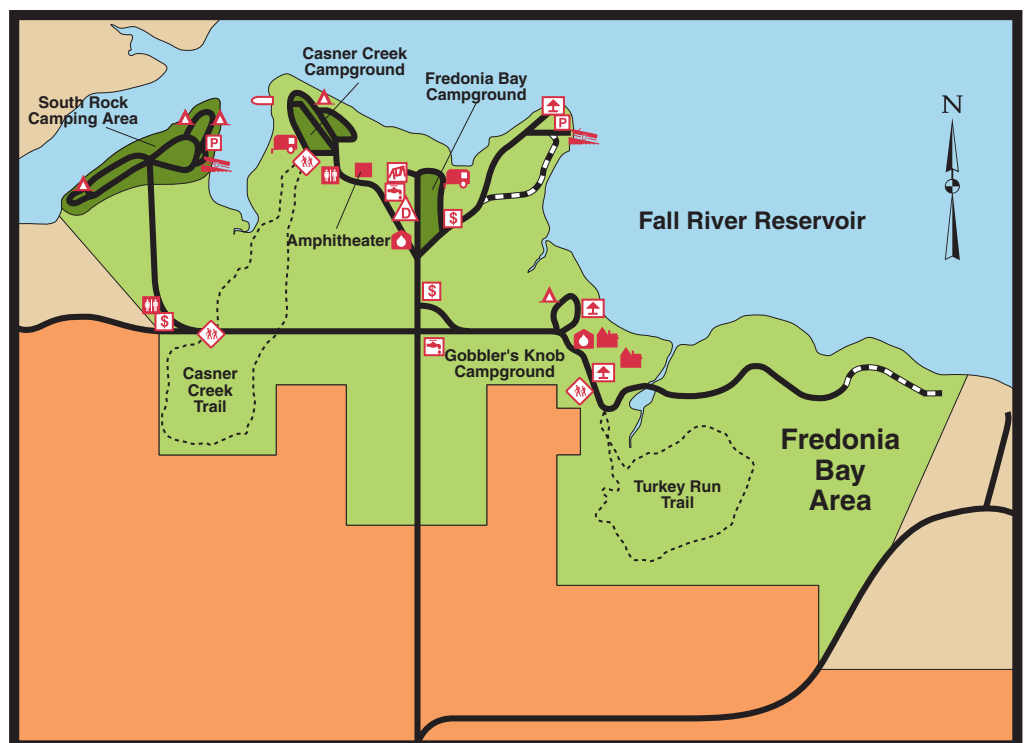 Casner Creek
Campground
Fredonia Bay
Campground
South Rock
Camping Area
N
P
P
Fall River Reservoir
D
$
Amphitheater
$
$
Gobbler's Knob
Campground
Casner
Creek
Trail
Fredonia
Bay
Area
Turkey Run
Trail